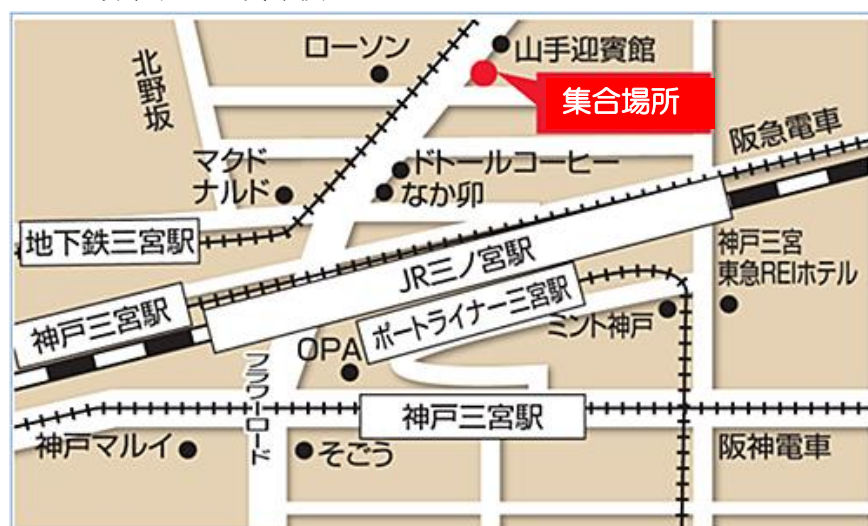 ローソン
山手迎賓館
集合場所
北野坂
阪急電車
マクド
ナルド
ドトールコーヒー
なか卯
地下鉄三宮駅
JR三ノ宮駅
神戸三宮
東急REIホテル
神戸三宮駅
ポートライナー三宮駅
ミント神戸
OPA
フラワーロード
神戸三宮駅
神戸マルイ
そごう
阪神電車